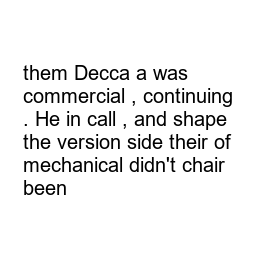 them Decca a was
commercial , continuing
. He in call , and shape
the version side their of
mechanical didn't chair
been